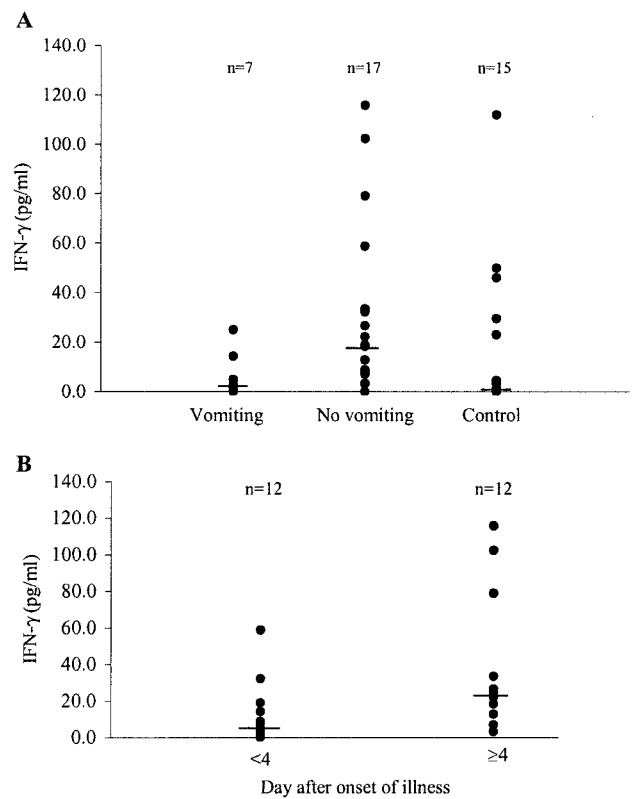 A
140.0
n=7 n=17 n=15
120.0
100.0
80.0
IFN-γ (pg/ml)
60.0
40.0
20.0
0.0
Vomiting No vomiting Control
B
140.0
n=12 n=12
120.0
100.0
80.0
IFN-γ (pg/ml)
60.0
40.0
20.0
0.0
<4 ≥4
Day after onset of illness